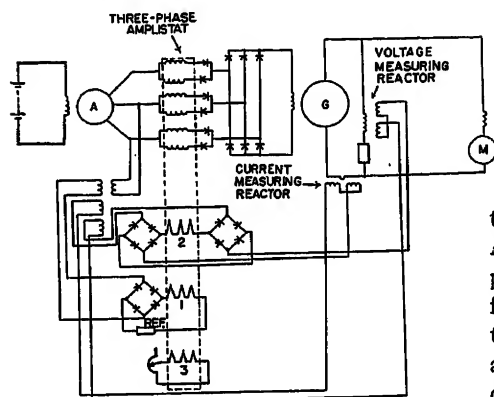 THREE-PHASE
AMPLISTAT
VOLTAGE
MEASURING
REACTOR
A
G
M
CURRENT
MEASURING
REACTOR
2
1
REF.
3